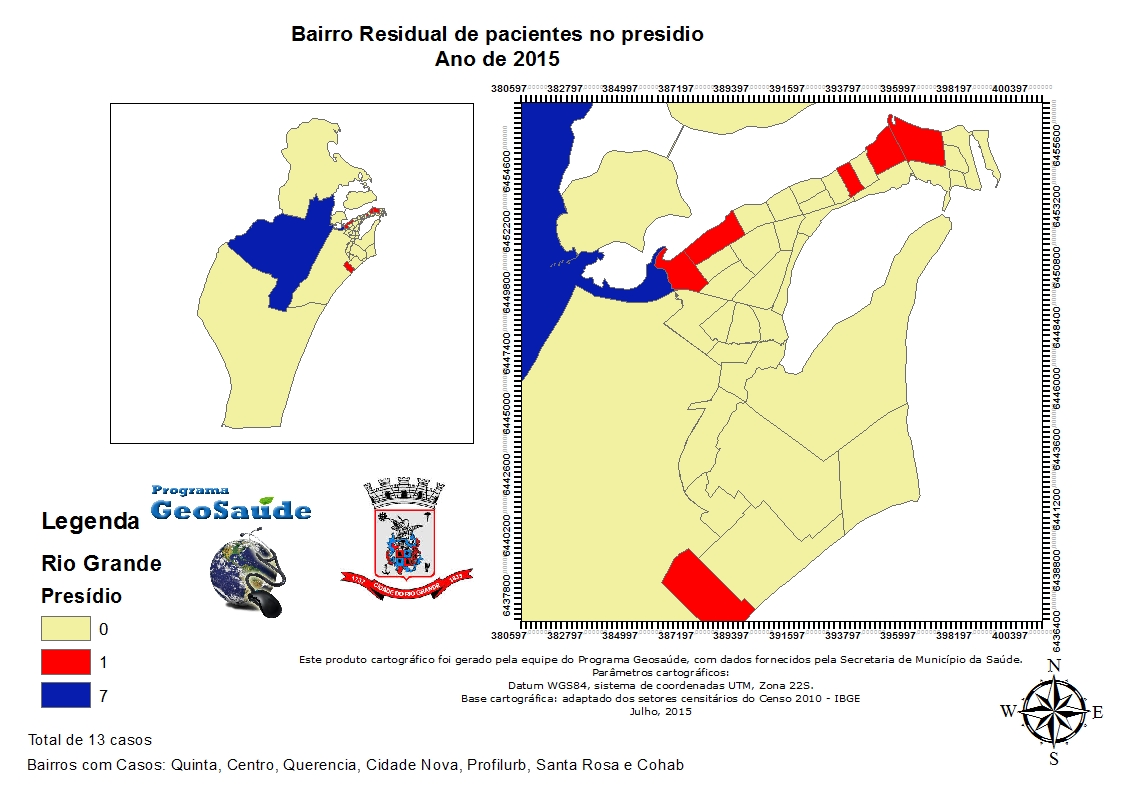 Bairro Residual de pacientes no presidio
Ano de 2015
380597 382797 384997 387197 389397 391597 393797 395997 398197 400397
6454600
6452200
6449800
6447400
6445000
6442600
6440200
6437800
6455600
6453200
6450800
6448400
6446000
6443600
6441200
6438800
6436400
380597 382797 384997 387197 389397 391597 393797 395997 398197 400397
Programa
GeoSaúde
Legenda
Rio Grande
Presídio
0
1
7
1737 CIDADE DO RIO GRANDE 1835
Este produto cartográfico foi gerado pela equipe do Programa Geosaúde, com dados fornecidos pela Secretaria de Município da Saúde.
Parâmetros cartográficos:
Datum WGS84, sistema de coordenadas UTM, Zona 22S.
Base cartográfica: adaptado dos setores censitários do Censo 2010 - IBGE
Julho, 2015
N
W E
S
Total de 13 casos
Bairros com Casos: Quinta, Centro, Querencia, Cidade Nova, Profilurb, Santa Rosa e Cohab